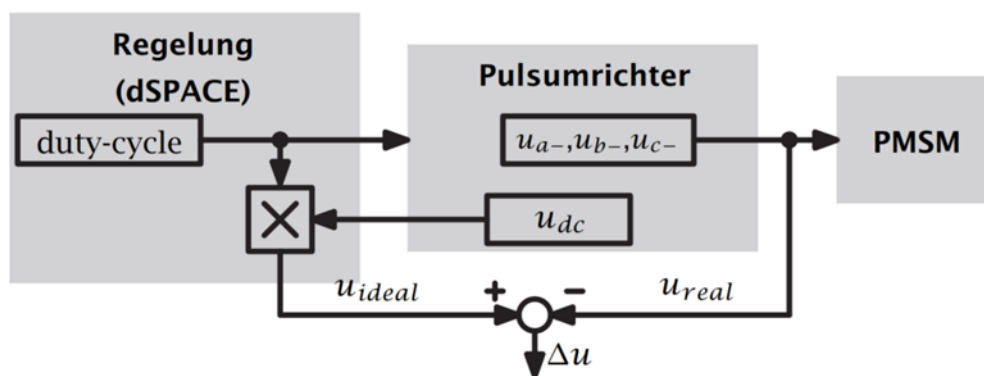 Regelung
(dSPACE)
Pulsumrichter
duty-cycle
u_{a-},u_{b-},u_{c-}
PMSM
×
u_{dc}
u_{ideal}
+
−
u_{real}
Δu